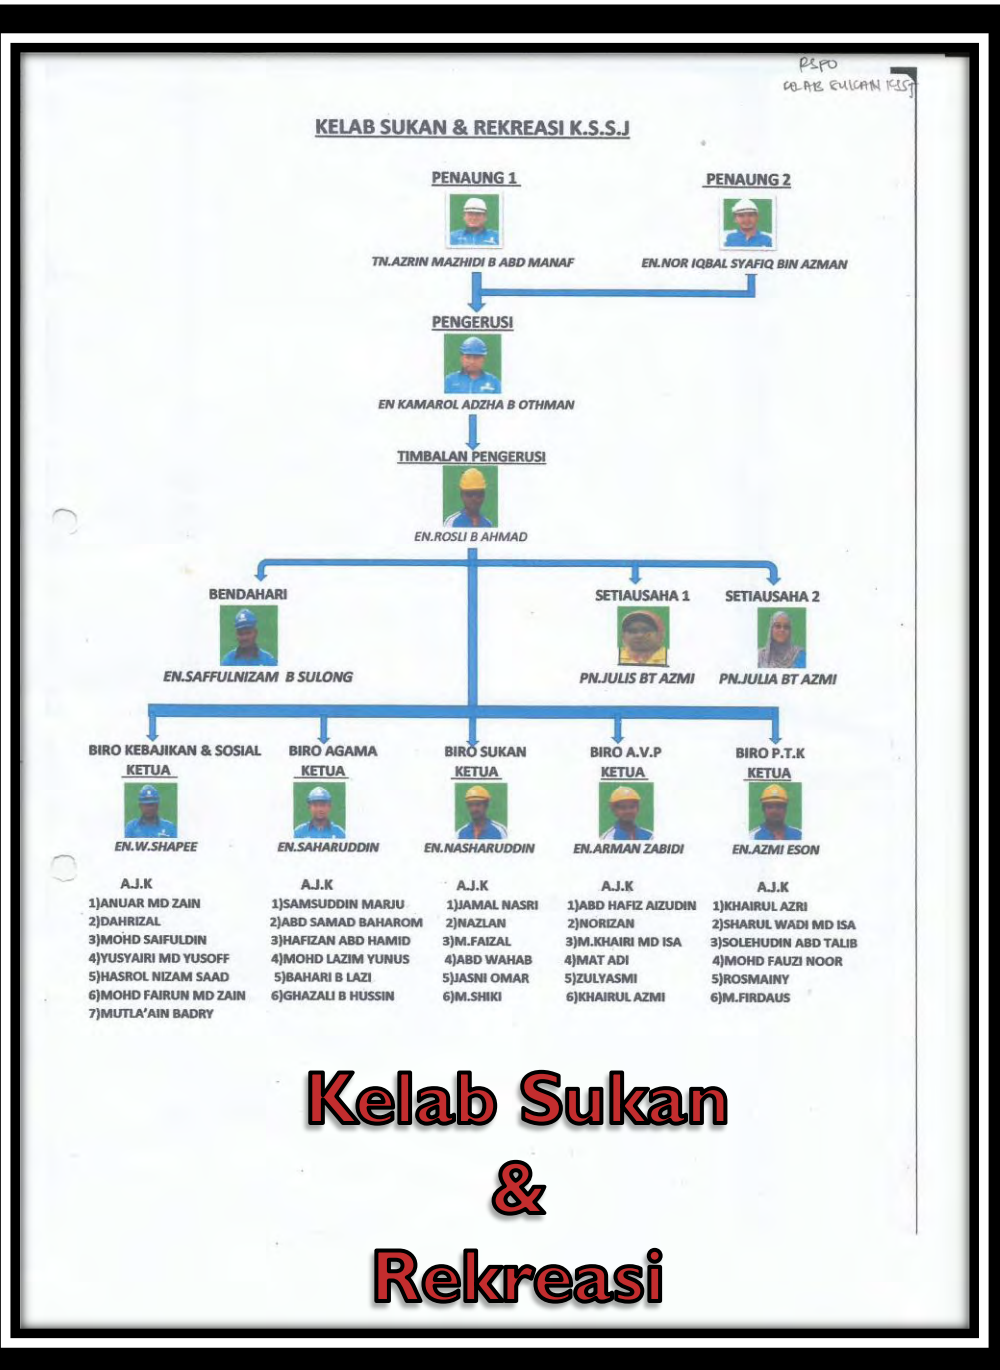 RSPO
KELAB SUKAN KSSJ
KELAB SUKAN & REKREASI K.S.S.J
PENAUNG 1
PENAUNG 2
TN.AZRIN MAZHIDI B ABD MANAF
EN.NOR IQBAL SYAFIQ BIN AZMAN
PENGERUSI
EN KAMAROL ADZHA B OTHMAN
TIMBALAN PENGERUSI
EN.ROSLI B AHMAD
BENDAHARI
SETIAUSAHA 1
SETIAUSAHA 2
EN.SAFFULNIZAM B SULONG
PN.JULIS BT AZMI
PN.JULIA BT AZMI
BIRO KEBAJIKAN & SOSIAL
KETUA
EN.W.SHAPEE
A.J.K
1)ANUAR MD ZAIN
2)DAHRIZAL
3)MOHD SAIFULDIN
4)YUSYAIRI MD YUSOFF
5)HASROL NIZAM SAAD
6)MOHD FAIRUN MD ZAIN
7)MUTLA'AIN BADRY
BIRO AGAMA
KETUA
EN.SAHARUDDIN
A.J.K
1)SAMSUDDIN MARJU
2)ABD SAMAD BAHAROM
3)HAFIZAN ABD HAMID
4)MOHD LAZIM YUNUS
5)BAHARI B LAZI
6)GHAZALI B HUSSIN
BIRO SUKAN
KETUA
EN.NASHARUDDIN
A.J.K
1)JAMAL NASRI
2)NAZLAN
3)M.FAIZAL
4)ABD WAHAB
5)JASNI OMAR
6)M.SHIKI
BIRO A.V.P
KETUA
EN.ARMAN ZABIDI
A.J.K
1)ABD HAFIZ AIZUDIN
2)NORIZAN
3)M.KHAIRI MD ISA
4)MAT ADI
5)ZULYASMI
6)KHAIRUL AZMI
BIRO P.T.K
KETUA
EN.AZMI ESON
A.J.K
1)KHAIRUL AZRI
2)SHARUL WADI MD ISA
3)SOLEHUDIN ABD TALIB
4)MOHD FAUZI NOOR
5)ROSMAINY
6)M.FIRDAUS
Kelab Sukan
&
Rekreasi